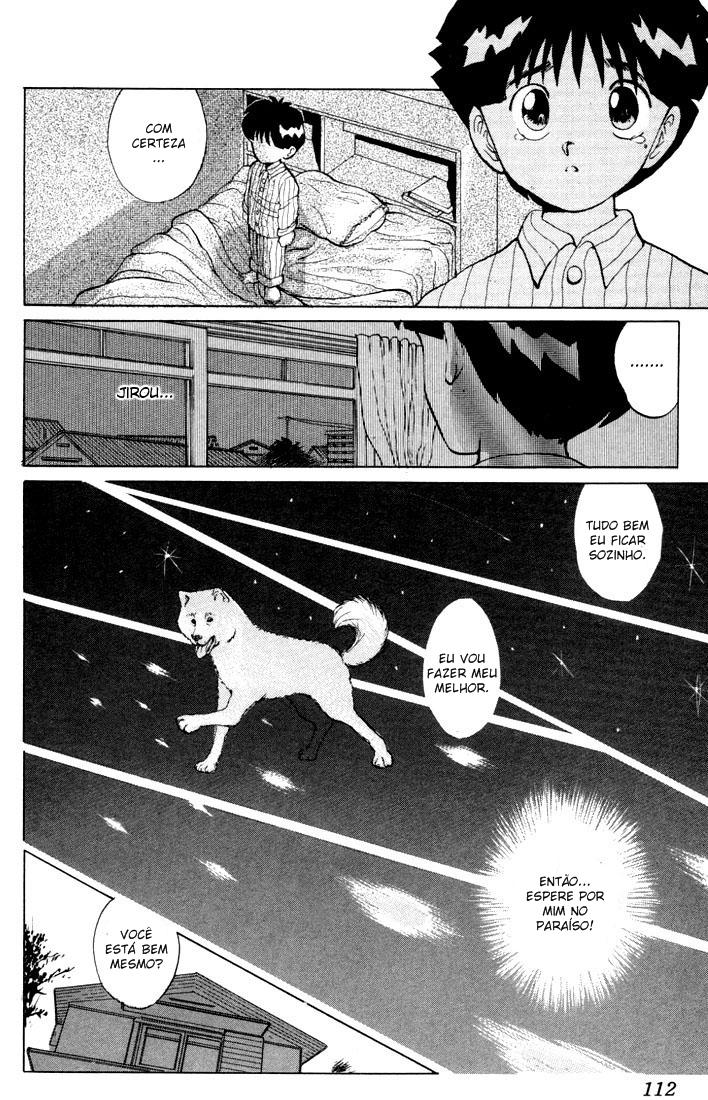 COM
CERTEZA
...
.......
JIROU...
TUDO BEM
EU FICAR
SOZINHO.
EU VOU
FAZER MEU
MELHOR.
ENTÃO...
ESPERE POR
MIM NO
PARAÍSO!
VOCÊ
ESTÁ BEM
MESMO?
112